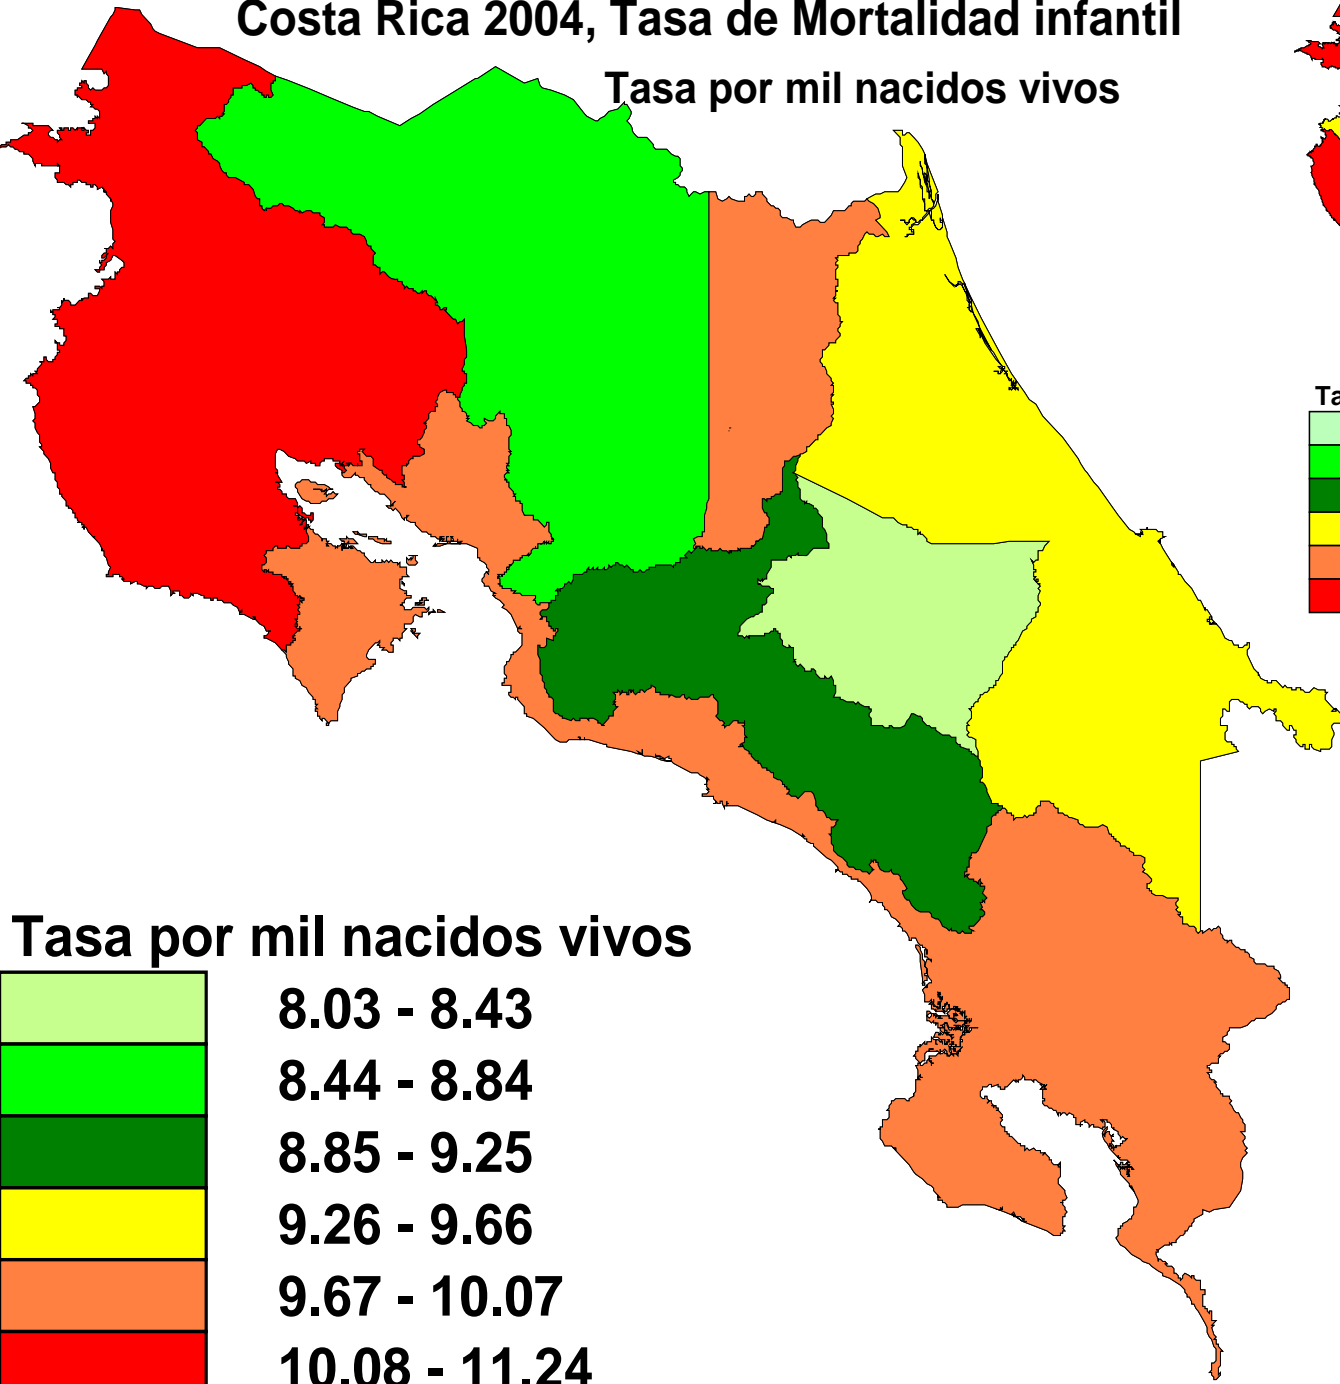 Costa Rica 2004, Tasa de Mortalidad infantil
Tasa por mil nacidos vivos
Ta
Tasa por mil nacidos vivos
8.03 - 8.43
8.44 - 8.84
8.85 - 9.25
9.26 - 9.66
9.67 - 10.07
10.08 - 11.24